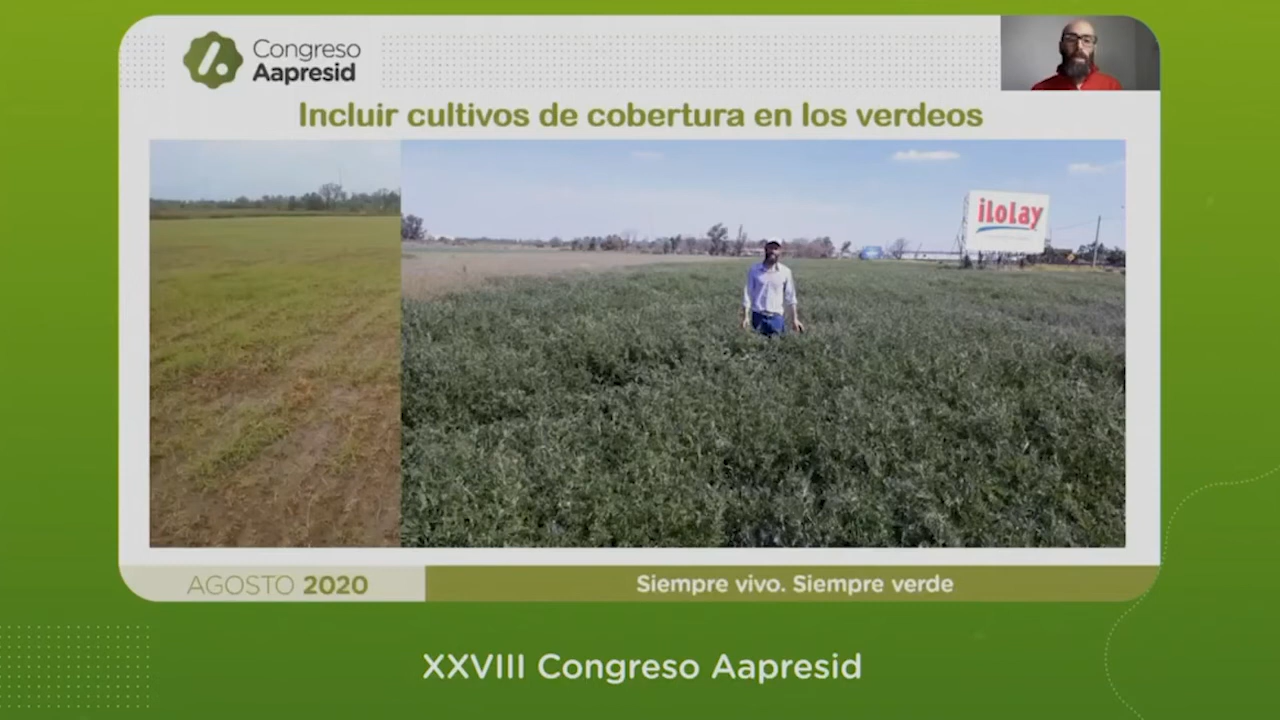 Congreso
Aapresid
Incluir cultivos de cobertura en los verdeos
ilolay
AGOSTO 2020
Siempre vivo. Siempre verde
XXVIII Congreso Aapresid